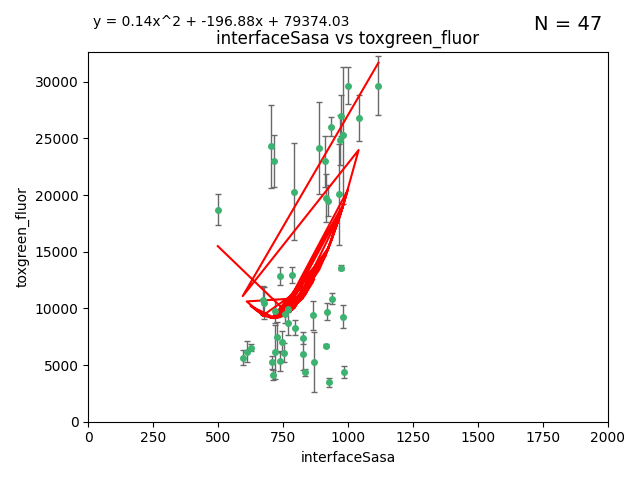 y = 0.14x^2 + -196.88x + 79374.03
N = 47
interfaceSasa vs toxgreen_fluor
30000
25000
20000
15000
10000
5000
0
toxgreen_fluor
0 250 500 750 1000 1250 1500 1750 2000
interfaceSasa